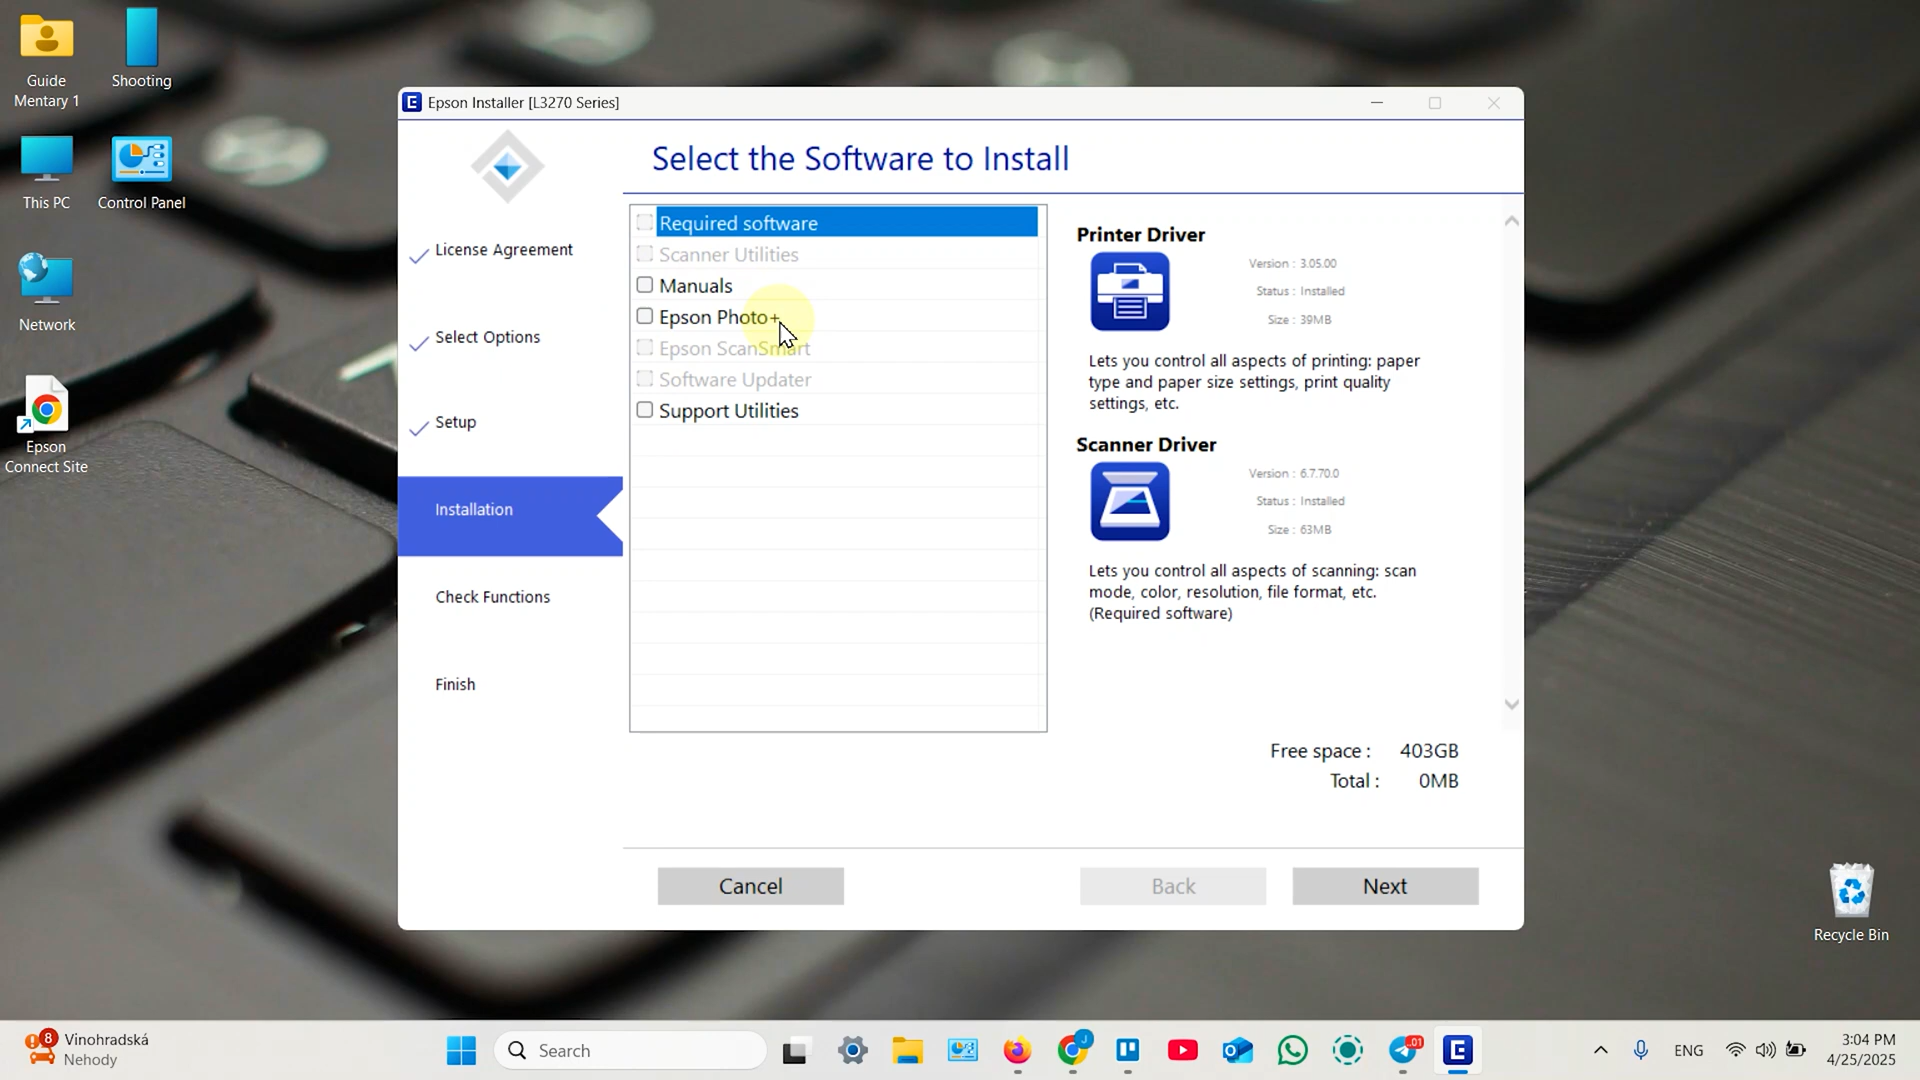 Guide
Mentary 1
Shooting
This PC
Control Panel
Network
Epson
Connect Site
E
Epson Installer [L3270 Series]
Select the Software to Install
License Agreement
Select Options
Setup
Installation
Check Functions
Finish
Required software
Scanner Utilities
Manuals
Epson Photo+
Epson ScanSmart
Software Updater
Support Utilities
Printer Driver
Version : 3.05.00
Status : Installed
Size : 39MB
Lets you control all aspects of printing: paper
type and paper size settings, print quality
settings, etc.
Scanner Driver
Version : 6.7.70.0
Status : Installed
Size : 63MB
Lets you control all aspects of scanning: scan
mode, color, resolution, file format, etc.
(Required software)
Free space : 403GB
Total : 0MB
Cancel
Back
Next
Recycle Bin
8
Vinohradská
Nehody
Search
J
.01
E
ENG
3:04 PM
4/25/2025